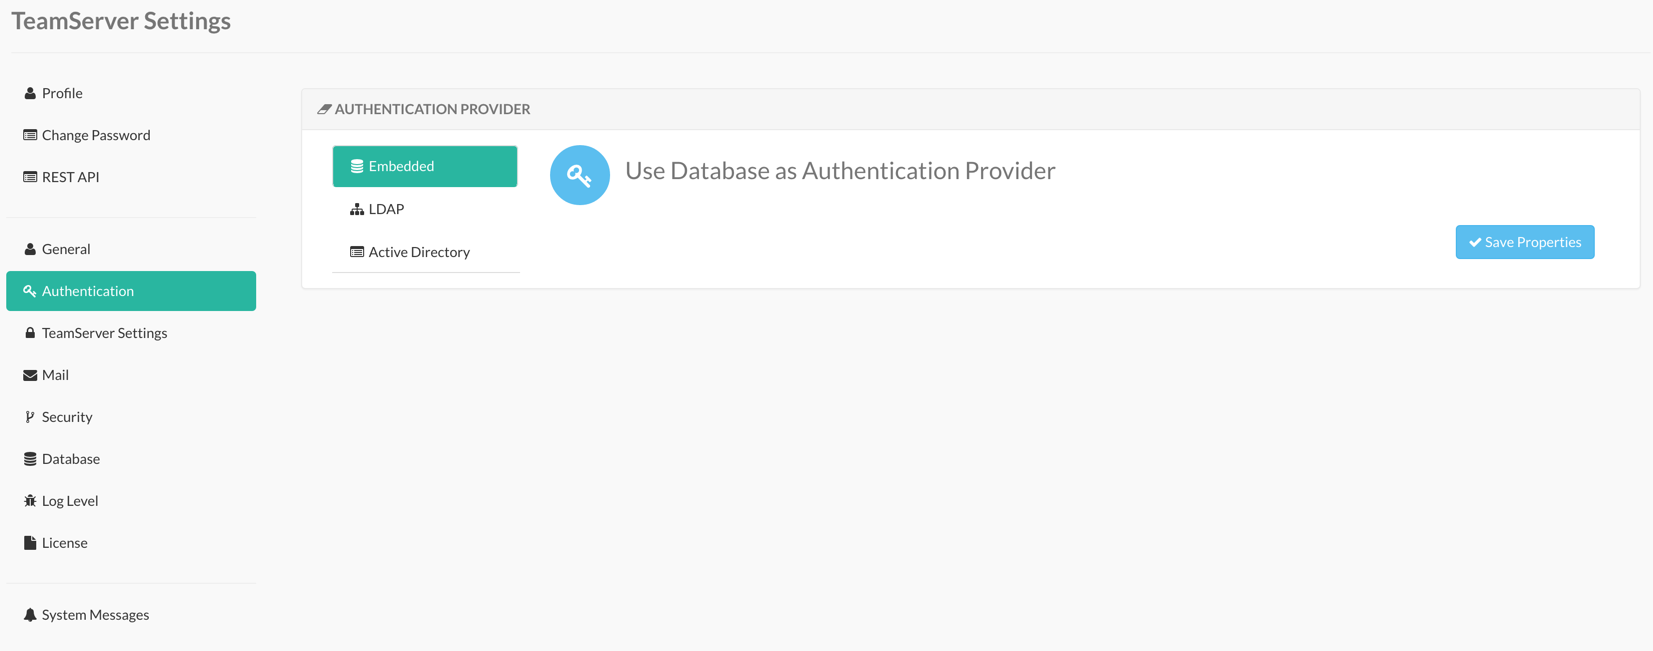 TeamServer Settings
Profile
Change Password
REST API
General
Authentication
TeamServer Settings
Mail
Security
Database
Log Level
License
System Messages
AUTHENTICATION PROVIDER
Embedded
LDAP
Active Directory
Use Database as Authentication Provider
Save Properties